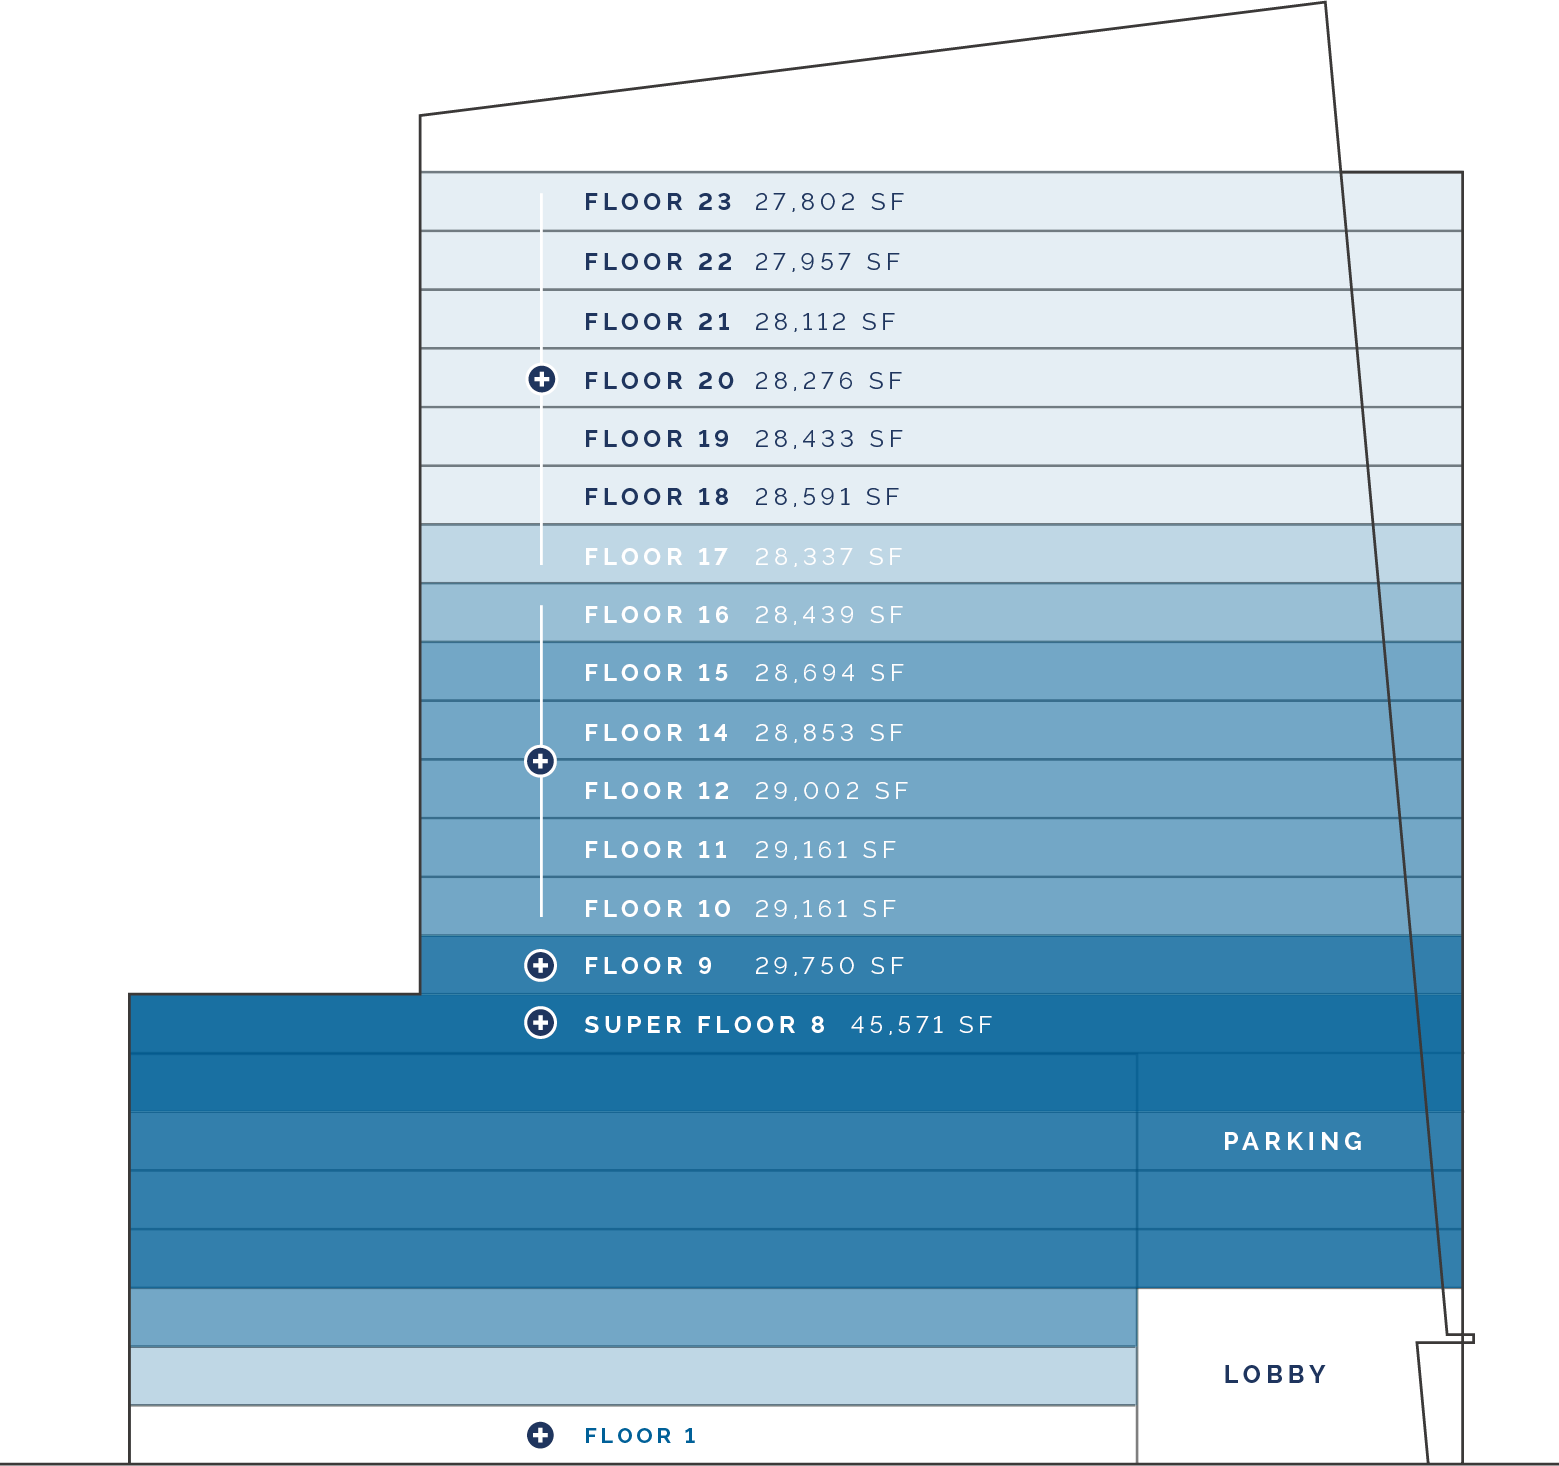 FLOOR 23 27,802 SF
FLOOR 22 27,957 SF
FLOOR 21 28,112 SF
FLOOR 20 28,276 SF
FLOOR 19 28,433 SF
FLOOR 18 28,591 SF
FLOOR 17 28,337 SF
FLOOR 16 28,439 SF
FLOOR 15 28,694 SF
FLOOR 14 28,853 SF
FLOOR 12 29,002 SF
FLOOR 11 29,161 SF
FLOOR 10 29,161 SF
FLOOR 9 29,750 SF
SUPER FLOOR 8 45,571 SF
PARKING
LOBBY
FLOOR 1